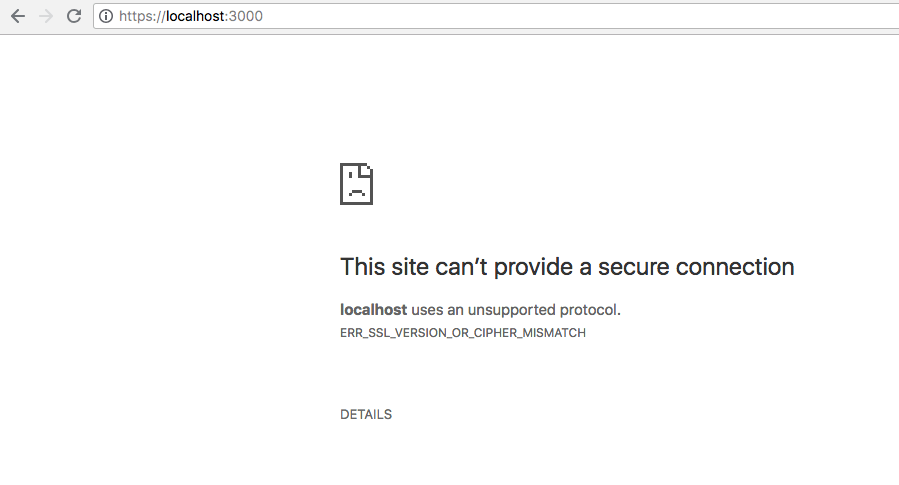 https://localhost:3000
This site can’t provide a secure connection
localhost uses an unsupported protocol.
ERR_SSL_VERSION_OR_CIPHER_MISMATCH
DETAILS